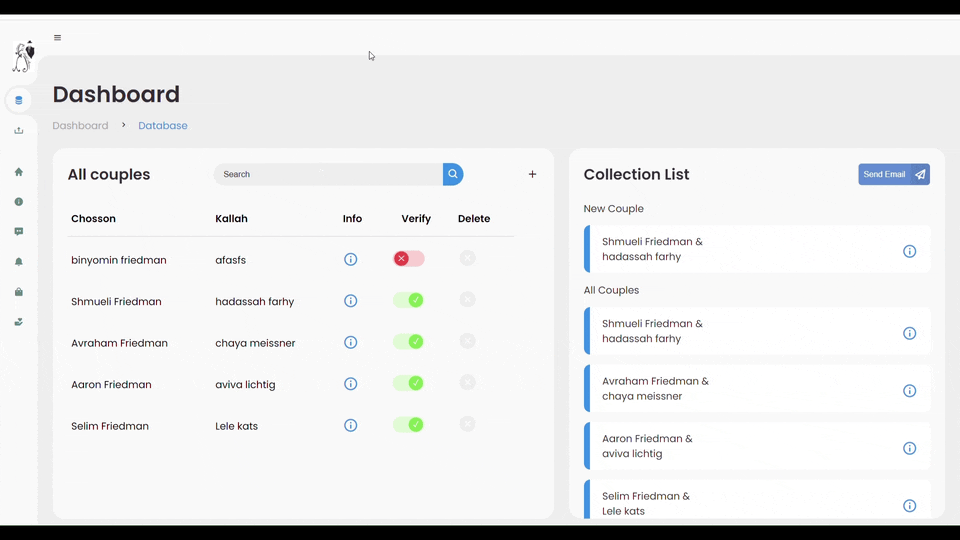 Dashboard
Dashboard > Database
All couples
Search
Chosson Kallah Info Verify Delete
binyomin friedman afasfs
Shmueli Friedman hadassah farhy
Avraham Friedman chaya meissner
Aaron Friedman aviva lichtig
Selim Friedman Lele kats
Collection List
Send Email
New Couple
Shmueli Friedman &
hadassah farhy
All Couples
Shmueli Friedman &
hadassah farhy
Avraham Friedman &
chaya meissner
Aaron Friedman &
aviva lichtig
Selim Friedman &
Lele kats